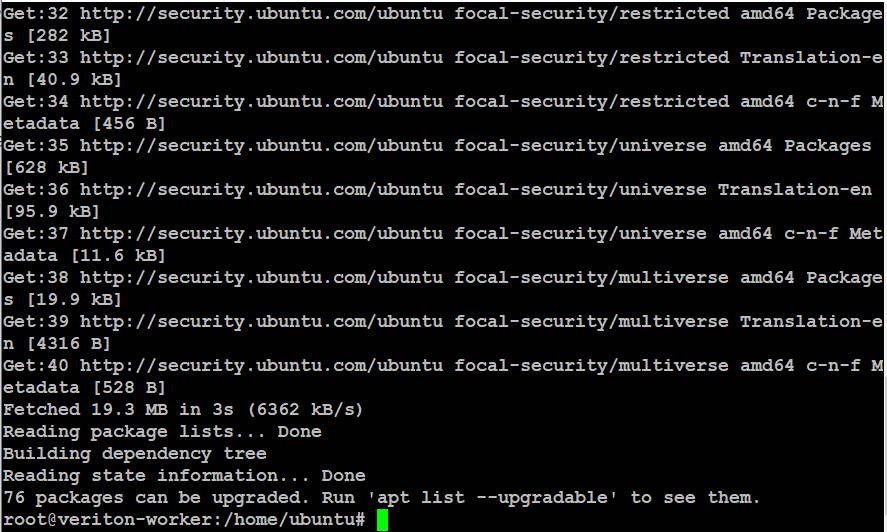 Get:32 http://security.ubuntu.com/ubuntu focal-security/restricted amd64 Package
s [282 kB]
Get:33 http://security.ubuntu.com/ubuntu focal-security/restricted Translation-e
n [40.9 kB]
Get:34 http://security.ubuntu.com/ubuntu focal-security/restricted amd64 c-n-f M
etadata [456 B]
Get:35 http://security.ubuntu.com/ubuntu focal-security/universe amd64 Packages
[628 kB]
Get:36 http://security.ubuntu.com/ubuntu focal-security/universe Translation-en
[95.9 kB]
Get:37 http://security.ubuntu.com/ubuntu focal-security/universe amd64 c-n-f Met
adata [11.6 kB]
Get:38 http://security.ubuntu.com/ubuntu focal-security/multiverse amd64 Package
s [19.9 kB]
Get:39 http://security.ubuntu.com/ubuntu focal-security/multiverse Translation-e
n [4316 B]
Get:40 http://security.ubuntu.com/ubuntu focal-security/multiverse amd64 c-n-f M
etadata [528 B]
Fetched 19.3 MB in 3s (6362 kB/s)
Reading package lists... Done
Building dependency tree
Reading state information... Done
76 packages can be upgraded. Run 'apt list --upgradable' to see them.
root@veriton-worker:/home/ubuntu#